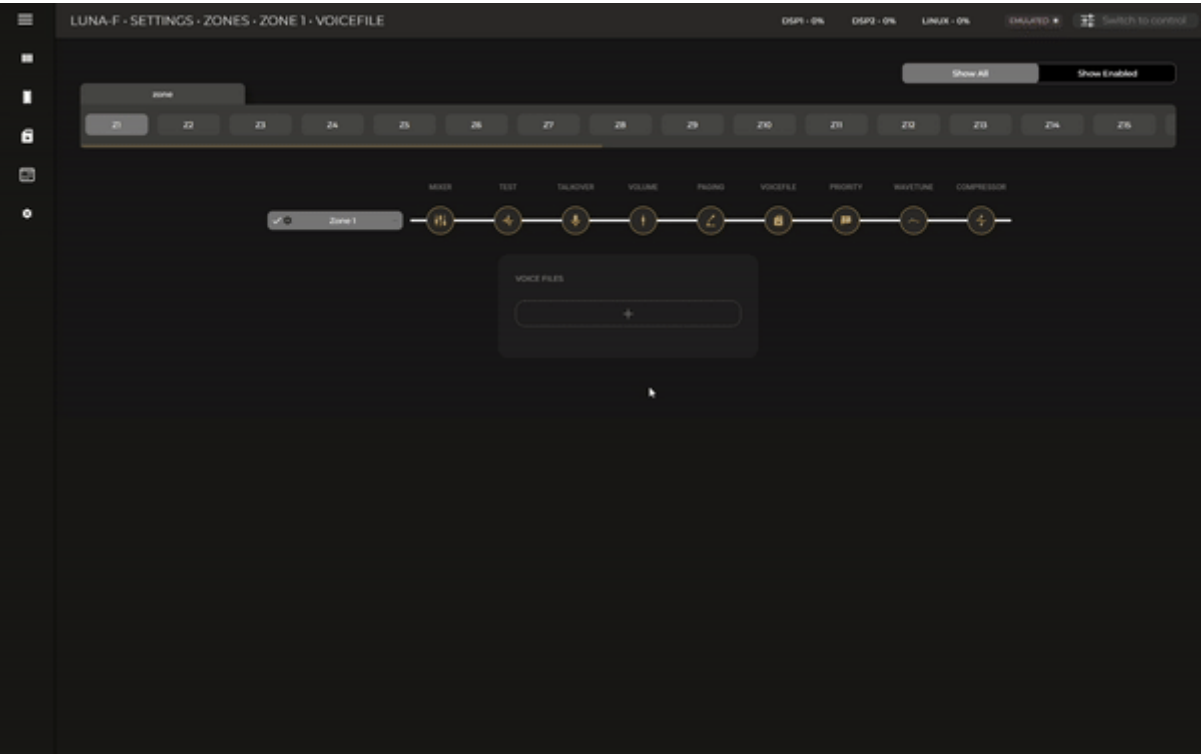 LUNA-F • SETTINGS • ZONES • ZONE 1 • VOICEFILE
DSP1 - 0% DSP2 - 0% LINUX - 0% EMULATED Switch to control
Show All Show Enabled
zone
Z1 Z2 Z3 Z4 Z5 Z6 Z7 Z8 Z9 Z10 Z11 Z12 Z13 Z14 Z15
MIXER TEST TALKOVER VOLUME PAGING VOICEFILE PRIORITY WAVETUNE COMPRESSOR
Zone 1
VOICE FILES
+